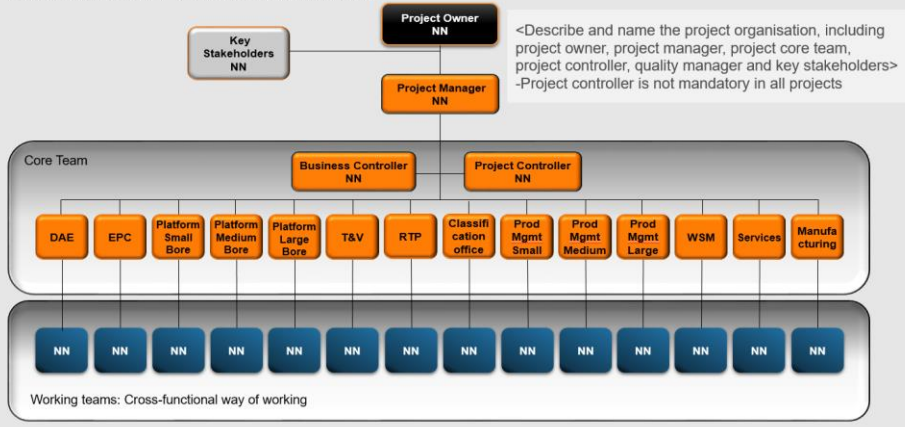 Project Owner
NN
<Describe and name the project organisation, including
project owner, project manager, project core team,
project controller, quality manager and key stakeholders>
-Project controller is not mandatory in all projects
Key
Stakeholders
NN
Project Manager
NN
Core Team
Business Controller
NN
Project Controller
NN
DAE
EPC
Platform
Small
Bore
Platform
Medium
Bore
Platform
Large
Bore
T&V
RTP
Classifi
cation
office
Prod
Mgmt
Small
Prod
Mgmt
Medium
Prod
Mgmt
Large
WSM
Services
Manufa
cturing
NN
NN
NN
NN
NN
NN
NN
NN
NN
NN
NN
NN
NN
NN
Working teams: Cross-functional way of working